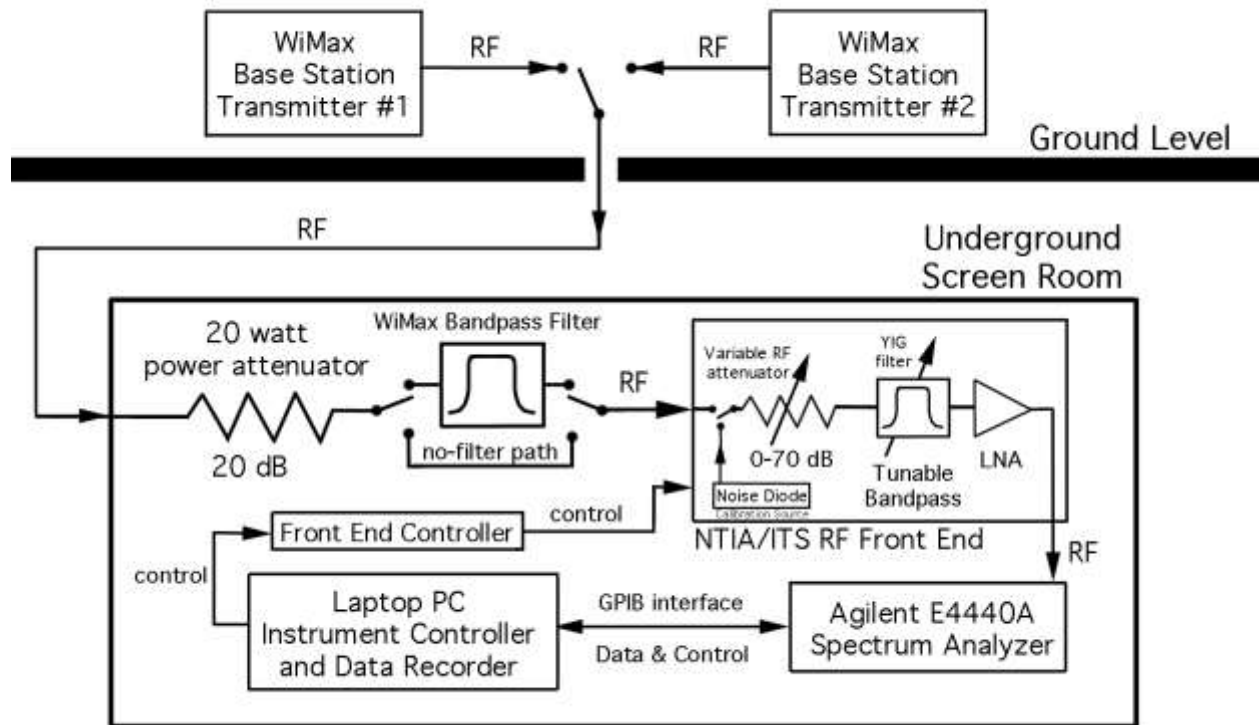 WiMax
Base Station
Transmitter #1
RF
RF
WiMax
Base Station
Transmitter #2
Ground Level
RF
Underground
Screen Room
20 watt
power attenuator
20 dB
WiMax Bandpass Filter
no-filter path
RF
Variable RF
attenuator
0-70 dB
YIG
filter
Tunable
Bandpass
LNA
Noise Diode
Calibration Source
NTIA/ITS RF Front End
control
Front End Controller
control
RF
Laptop PC
Instrument Controller
and Data Recorder
GPIB interface
Data & Control
Agilent E4440A
Spectrum Analyzer